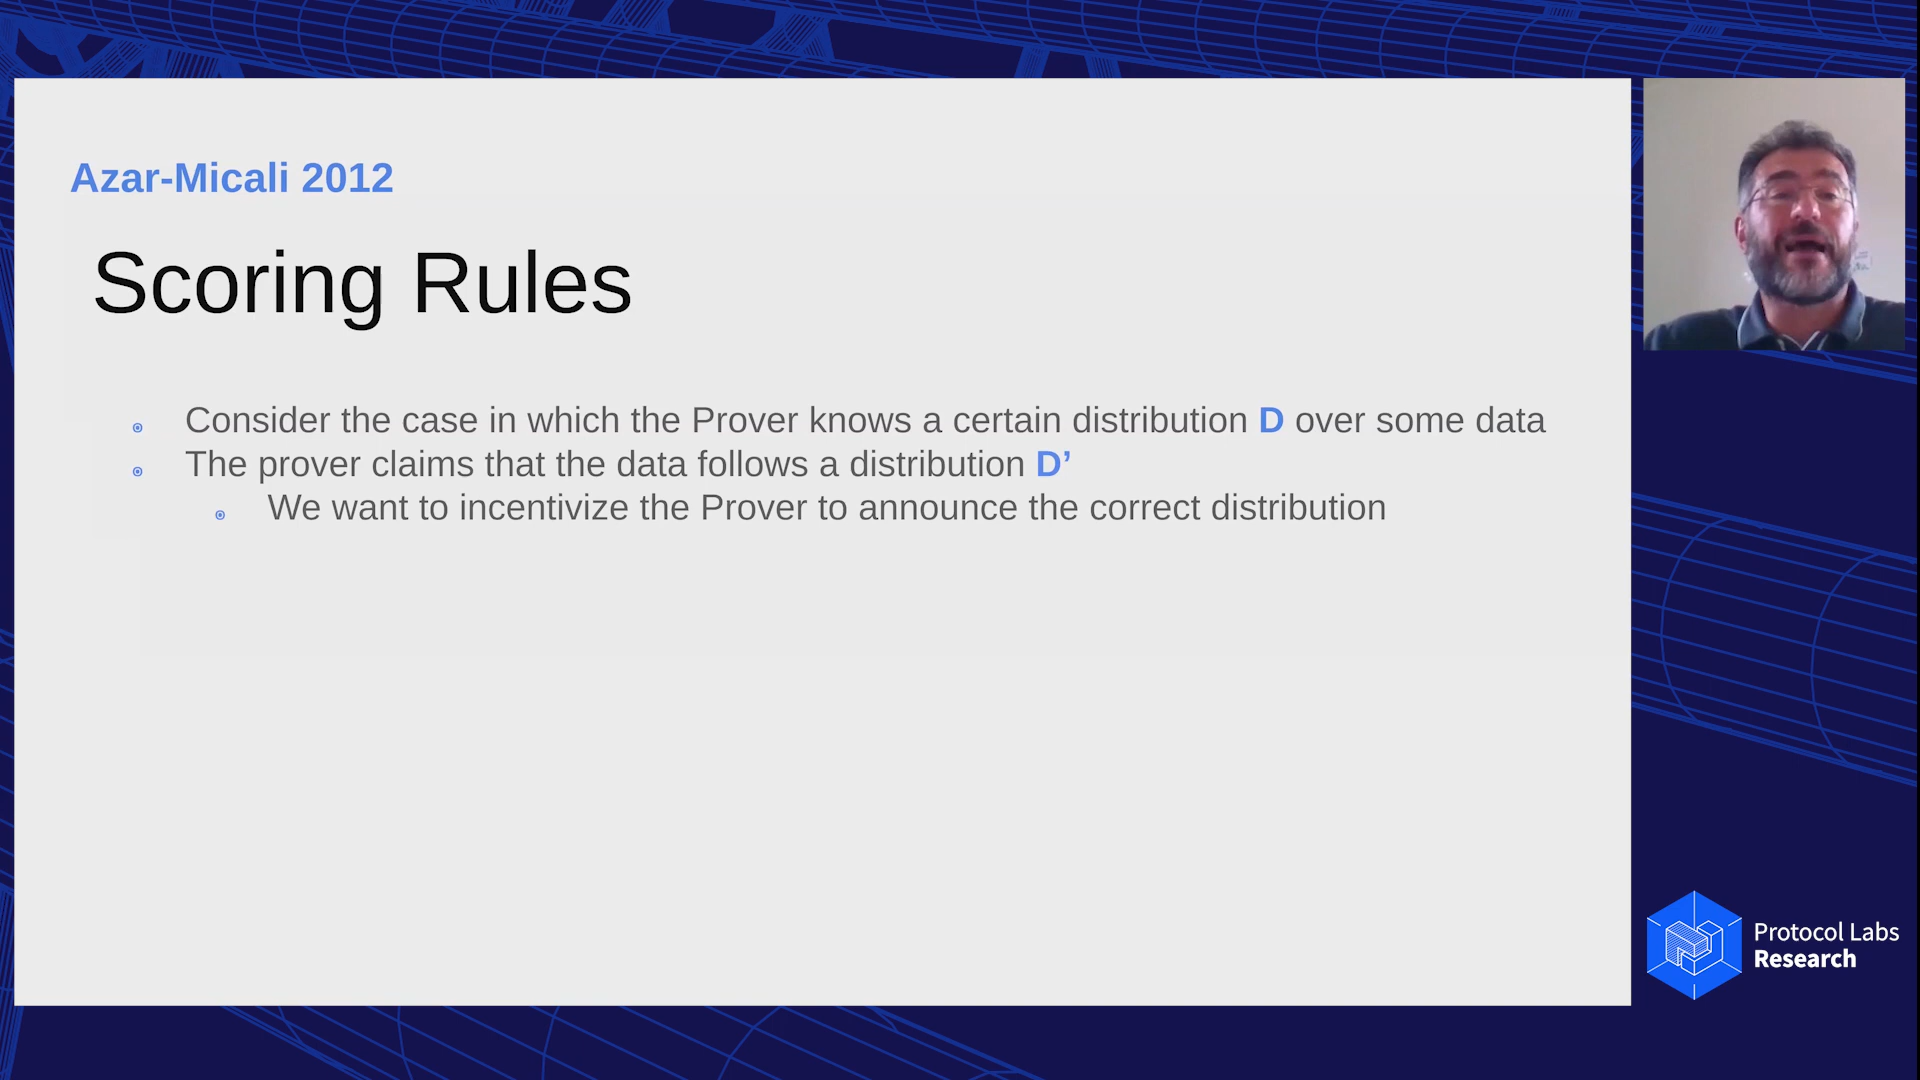 Azar-Micali 2012
Scoring Rules
Consider the case in which the Prover knows a certain distribution D over some data
The prover claims that the data follows a distribution D’
We want to incentivize the Prover to announce the correct distribution
Protocol Labs
Research